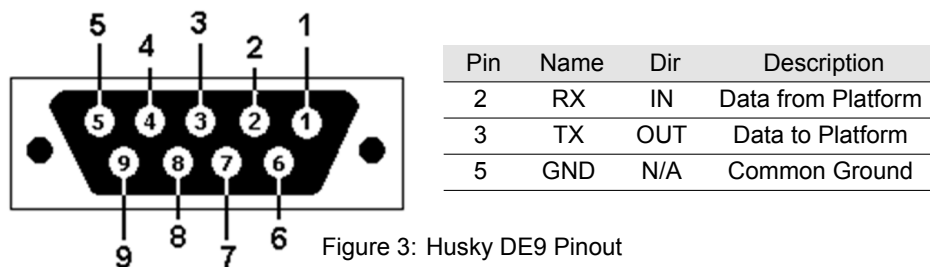 5 4 3 2 1
5 4 3 2 1
9 8 7 6
9 8 7 6
Pin Name Dir Description
2 RX IN Data from Platform
3 TX OUT Data to Platform
5 GND N/A Common Ground
Figure 3: Husky DE9 Pinout